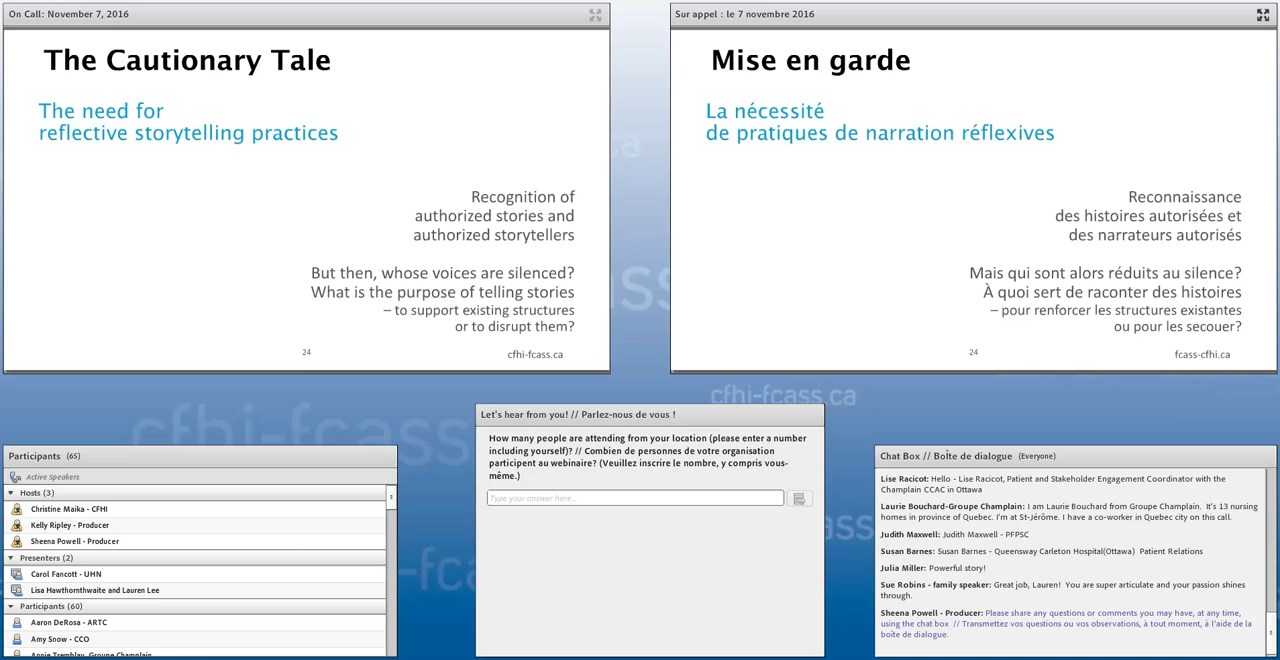 On Call: November 7, 2016
The Cautionary Tale
The need for
reflective storytelling practices
Recognition of
authorized stories and
authorized storytellers
But then, whose voices are silenced?
What is the purpose of telling stories
– to support existing structures
or to disrupt them?
24
cfhi-fcass.ca
Sur appel : le 7 novembre 2016
Mise en garde
La nécessité
de pratiques de narration réflexives
Reconnaissance
des histoires autorisées et
des narrateurs autorisés
Mais qui sont alors réduits au silence?
À quoi sert de raconter des histoires
– pour renforcer les structures existantes
ou pour les secouer?
24
fcass-cfhi.ca
cfhi-fcass.ca
cfhi-fcass
Participants (65)
Active Speakers
Hosts (3)
Christine Maika - CFHI
Kelly Ripley - Producer
Sheena Powell - Producer
Presenters (2)
Carol Fancott - UHN
Lisa Hawthornthwaite and Lauren Lee
Participants (60)
Aaron DeRosa - ARTC
Amy Snow - CCO
Annie Tremblay, Groupe Champlain
Let's hear from you! // Parlez-nous de vous !
How many people are attending from your location (please enter a number
including yourself)? // Combien de personnes de votre organisation
participent au webinaire? (Veuillez inscrire le nombre, y compris vous-
même.)
Type your answer here...
Chat Box // Boîte de dialogue (Everyone)
Lise Racicot: Hello - Lise Racicot, Patient and Stakeholder Engagement Coordinator with the
Champlain CCAC in Ottawa
Laurie Bouchard-Groupe Champlain: I am Laurie Bouchard from Groupe Champlain. It's 13 nursing
homes in province of Quebec. I'm at St-Jérôme. I have a co-worker in Quebec city on this call.
Judith Maxwell: Judith Maxwell - PFPSC
Susan Barnes: Susan Barnes - Queensway Carleton Hospital(Ottawa) Patient Relations
Julia Miller: Powerful story!
Sue Robins - family speaker: Great job, Lauren! You are super articulate and your passion shines
through.
Sheena Powell - Producer: Please share any questions or comments you may have, at any time,
using the chat box // Transmettez vos questions ou vos observations, à tout moment, à l'aide de la
boîte de dialogue.